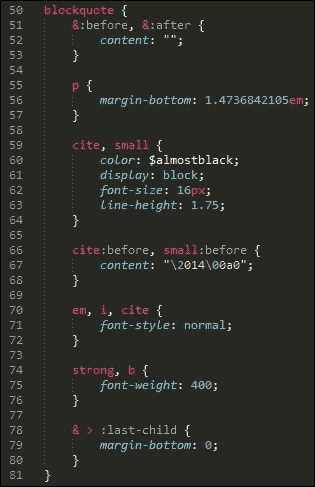 50 blockquote {
51     &:before, &:after {
52         content: "";
53     }
54
55     p {
56         margin-bottom: 1.4736842105em;
57     }
58
59     cite, small {
60         color: $almostblack;
61         display: block;
62         font-size: 16px;
63         line-height: 1.75;
64     }
65
66     cite:before, small:before {
67         content: "\2014\00a0";
68     }
69
70     em, i, cite {
71         font-style: normal;
72     }
73
74     strong, b {
75         font-weight: 400;
76     }
77
78     & > :last-child {
79         margin-bottom: 0;
80     }
81 }